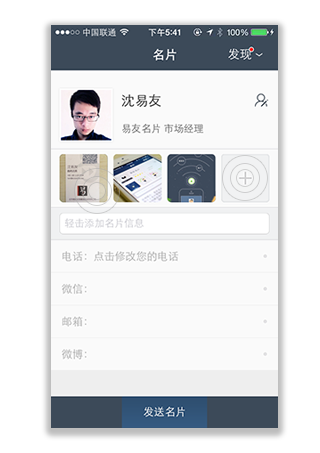 中国联通 下午5:41 100%
名片 发现
沈易友
易友名片 市场经理
轻击添加名片信息
电话: 点击修改您的电话
微信:
邮箱:
微博:
发送名片